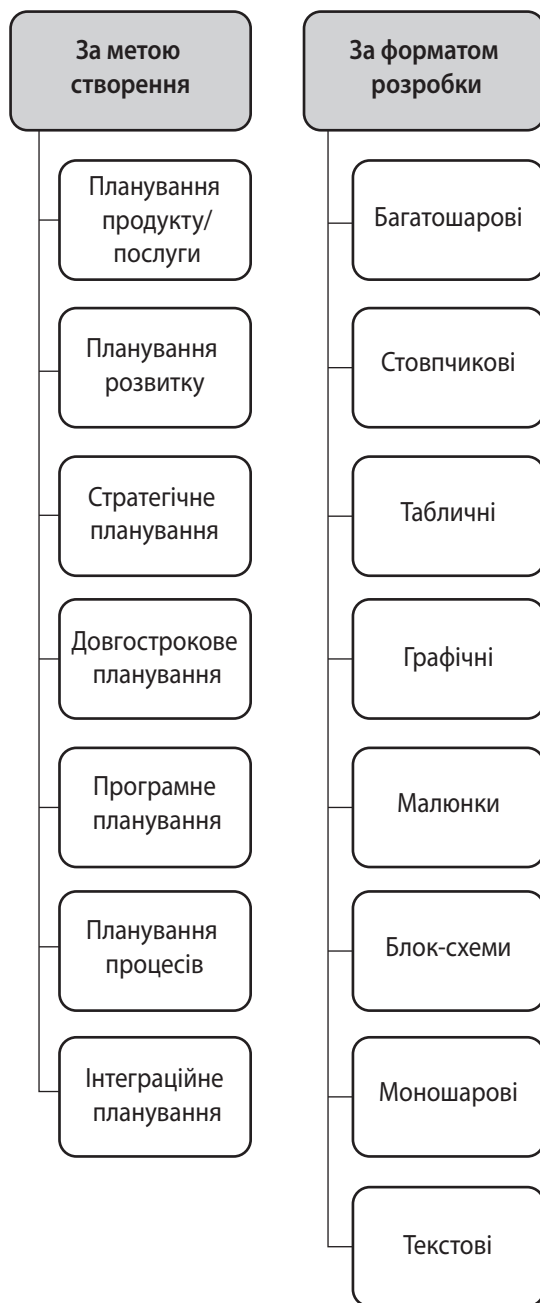 За метою
створення
Планування
продукту/
послуги
Планування
розвитку
Стратегічне
планування
Довгострокове
планування
Програмне
планування
Планування
процесів
Інтеграційне
планування
За форматом
розробки
Багатошарові
Стовпчикові
Табличні
Графічні
Малюнки
Блок-схеми
Моношарові
Текстові